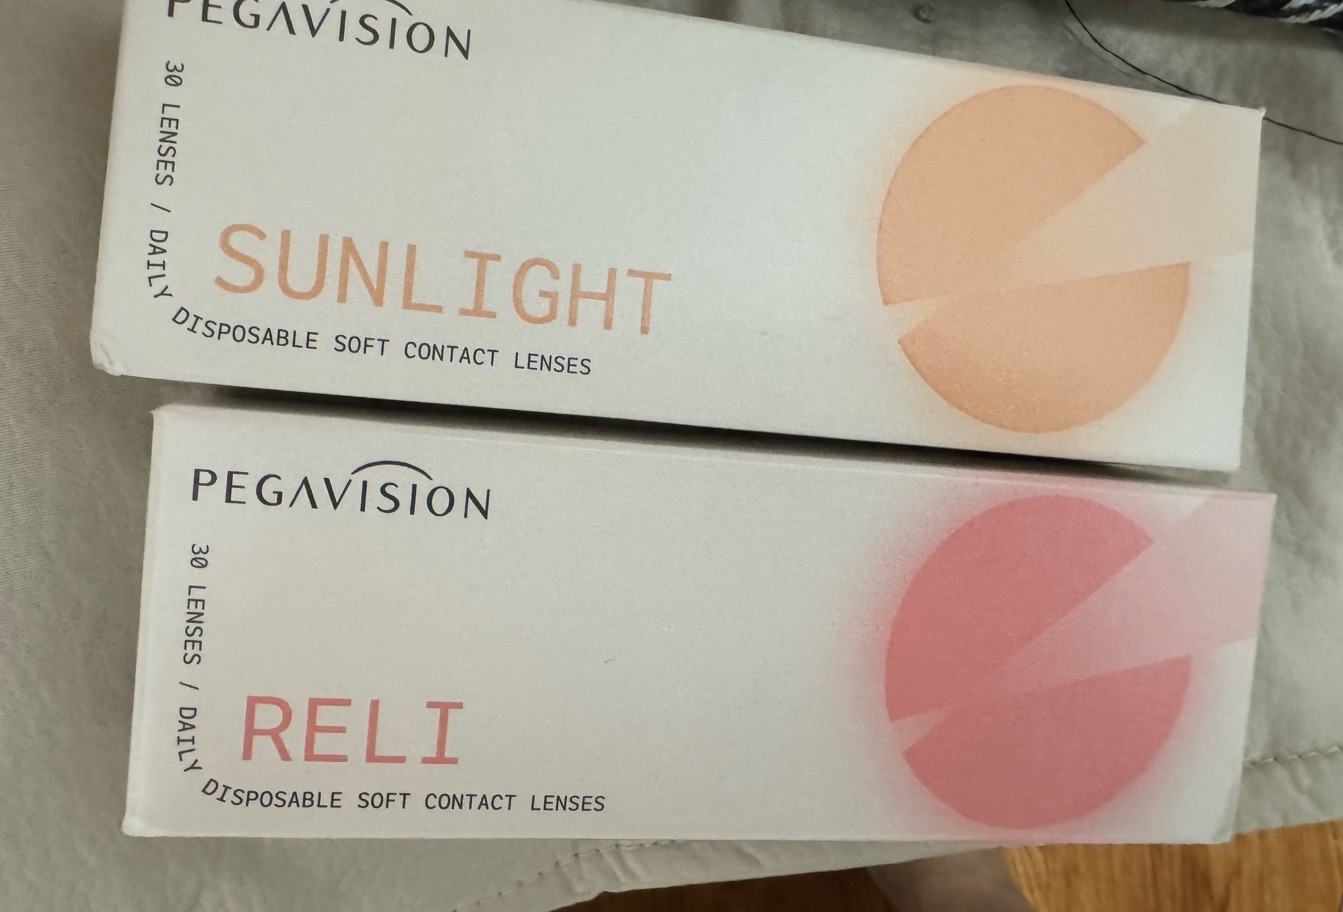 PEGAVISION
30 LENSES / DAILY DISPOSABLE SOFT CONTACT LENSES
SUNLIGHT
PEGAVISION
30 LENSES / DAILY DISPOSABLE SOFT CONTACT LENSES
RELI